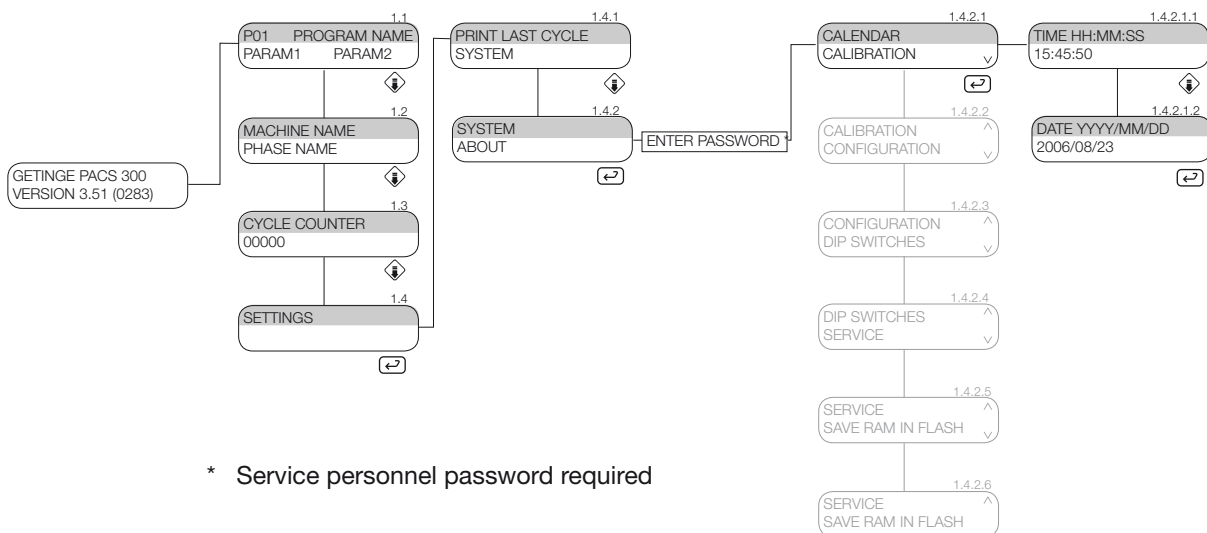 GETINGE PACS 300
VERSION 3.51 (0283)
1.1
P01 PROGRAM NAME
PARAM1 PARAM2
1.2
MACHINE NAME
PHASE NAME
1.3
CYCLE COUNTER
00000
1.4
SETTINGS
1.4.1
PRINT LAST CYCLE
SYSTEM
1.4.2
SYSTEM
ABOUT
ENTER PASSWORD *
1.4.2.1
CALENDAR
CALIBRATION
1.4.2.2
CALIBRATION
CONFIGURATION
1.4.2.3
CONFIGURATION
DIP SWITCHES
1.4.2.4
DIP SWITCHES
SERVICE
1.4.2.5
SERVICE
SAVE RAM IN FLASH
1.4.2.6
SERVICE
SAVE RAM IN FLASH
1.4.2.1.1
TIME HH:MM:SS
15:45:50
1.4.2.1.2
DATE YYYY/MM/DD
2006/08/23
* Service personnel password required